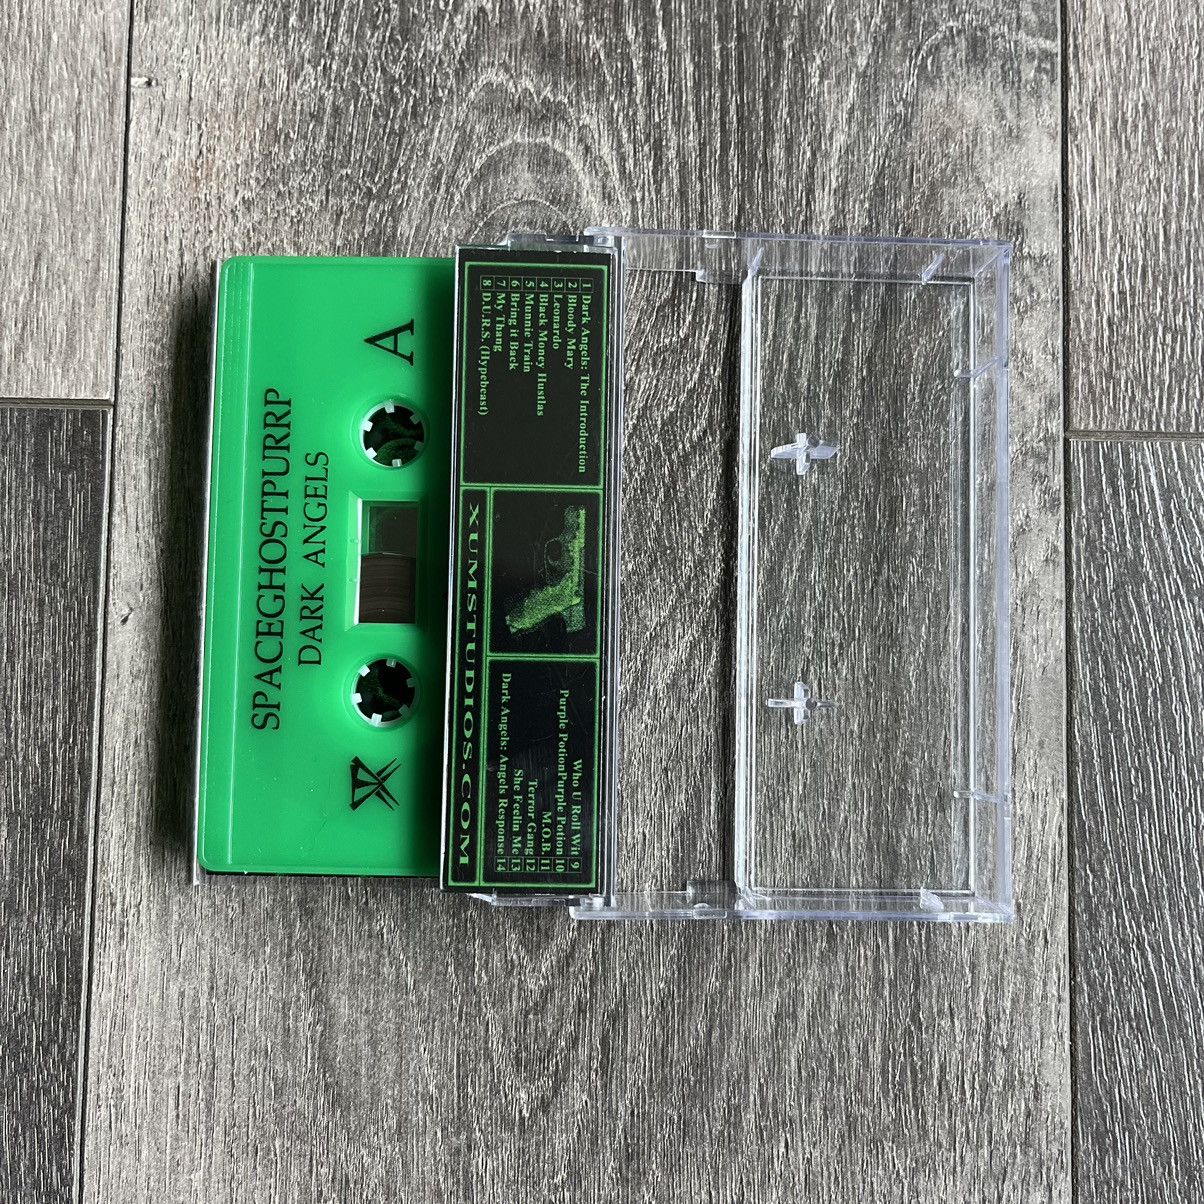 A
SPACEGHOSTPURRP
DARK ANGELS
1 Dark Angels: The Introduction
2 Bloody Mary
3 Leonardo
4 Black Money Hustlas
5 Munnie Train
6 Bring it Back
7 My Thang
8 D.U.R.S. (Hypebeast)
Who U Roll Wit 9
Purple PotionPurple Potion 10
M.O.B. 11
Terror Gang 12
She Feelin Me 13
Dark Angels: Angels Response 14
XUMSTUDIOS.COM